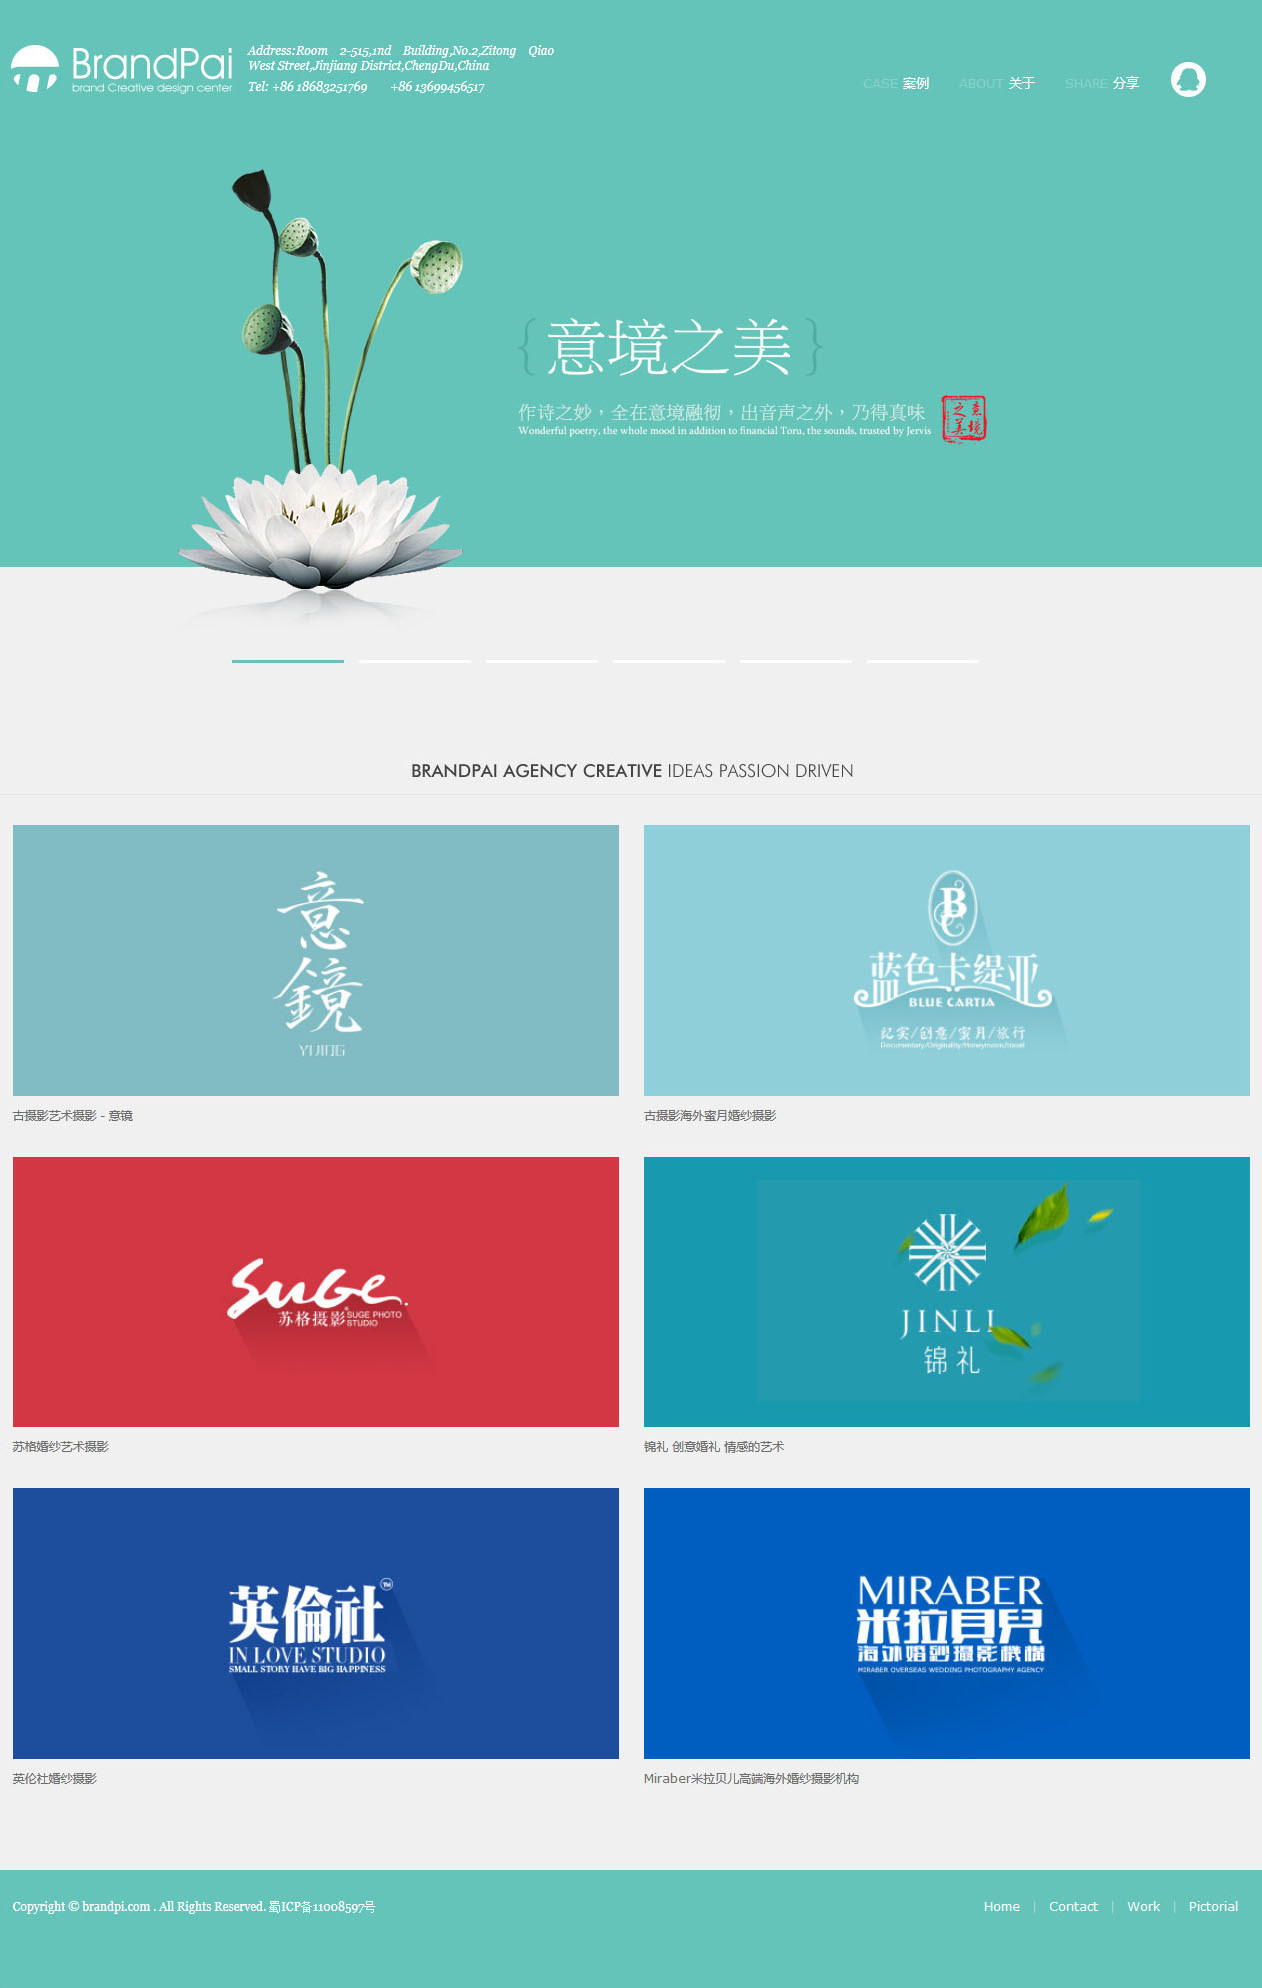 BrandPai
brand Creative design center
Address:Room 2-515,1nd Building,No.2,Zitong Qiao
West Street,Jinjiang District,ChengDu,China
Tel: +86 18683251769 +86 13699456517
CASE 案例 ABOUT 关于 SHARE 分享
{意境之美}
作诗之妙，全在意境融彻，出音声之外，乃得真味
Wonderful poetry, the whole mood in addition to financial Toru, the sounds, trusted by Jervis
意境之美
BRANDPAI AGENCY CREATIVE IDEAS PASSION DRIVEN
意鏡
YIJING
古摄影艺术摄影 - 意镜
BC
蓝色卡缇亚
BLUE CARTIA
纪实/创意/蜜月/旅行
Documentary/Originality/Honeymoon/travel
古摄影海外蜜月婚纱摄影
Suge
苏格摄影 SUGE PHOTO
STUDIO
苏格婚纱艺术摄影
JINLI
锦礼
锦礼 创意婚礼 情感的艺术
英倫社 TM
IN LOVE STUDIO
SMALL STORY HAVE BIG HAPPINESS
英伦社婚纱摄影
MIRABER
米拉貝兒
海外婚紗攝影機構
MIRABER OVERSEAS WEDDING PHOTOGRAPHY AGENCY
Miraber米拉贝儿高端海外婚纱摄影机构
Copyright © brandpi.com . All Rights Reserved. 蜀ICP备11008597号
Home | Contact | Work | Pictorial